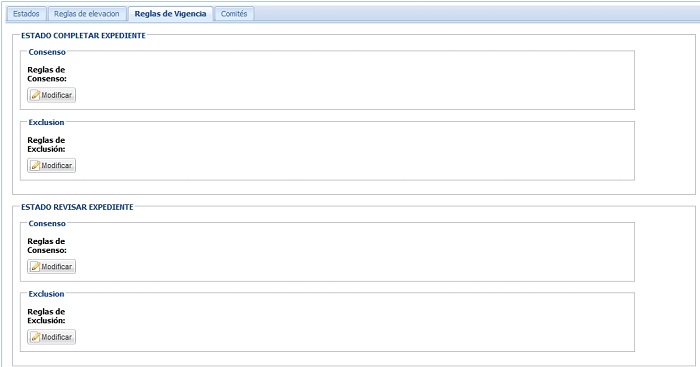 Estados Reglas de elevacion Reglas de Vigencia Comités
ESTADO COMPLETAR EXPEDIENTE
Consenso
Reglas de
Consenso:
Modificar
Exclusion
Reglas de
Exclusión:
Modificar
ESTADO REVISAR EXPEDIENTE
Consenso
Reglas de
Consenso:
Modificar
Exclusion
Reglas de
Exclusión:
Modificar